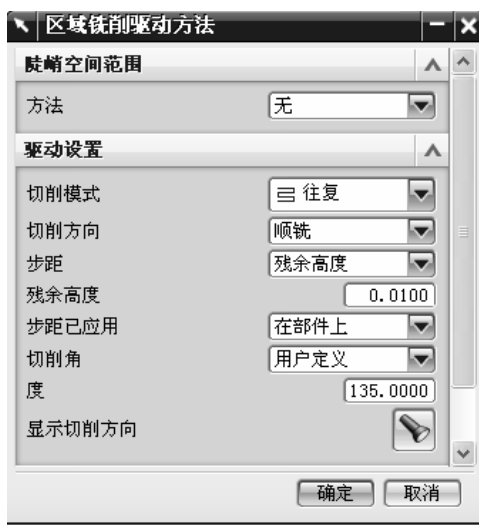 区域铣削驱动方法
陡峭空间范围
方法 无
驱动设置
切削模式 往复
切削方向 顺铣
步距 残余高度
残余高度 0.0100
步距已应用 在部件上
切削角 用户定义
度 135.0000
显示切削方向
确定 取消